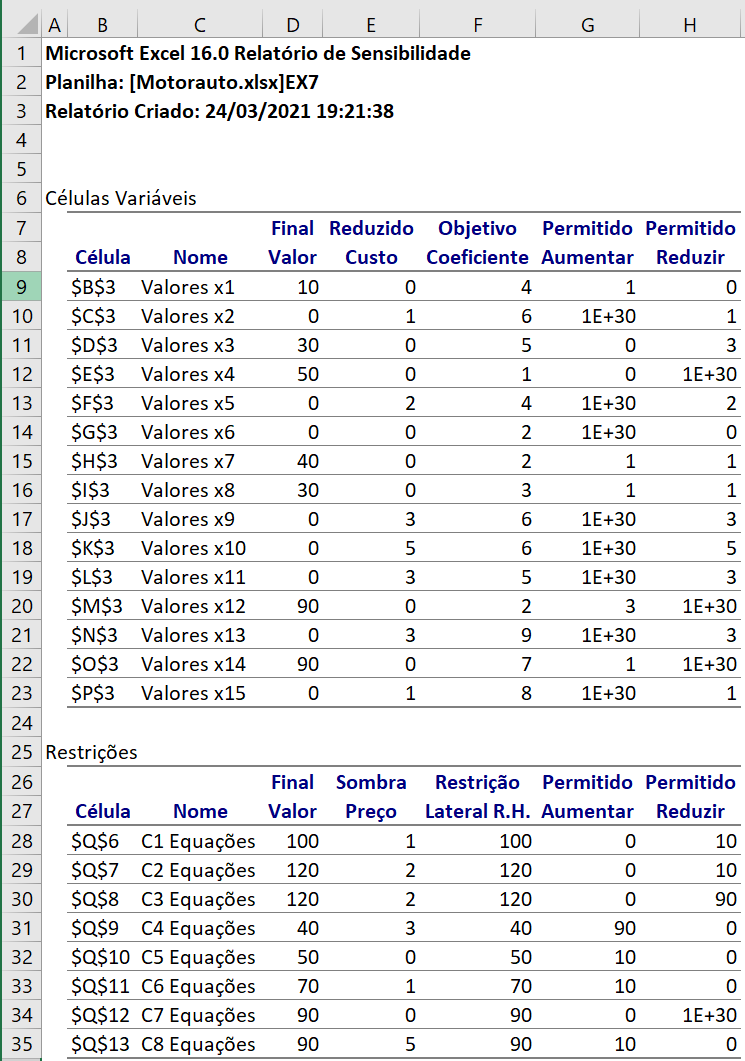 A B C D E F G H
1 Microsoft Excel 16.0 Relatório de Sensibilidade
2 Planilha: [Motorauto.xlsx]EX7
3 Relatório Criado: 24/03/2021 19:21:38
4
5
6 Células Variáveis
7 Final Reduzido Objetivo Permitido Permitido
8 Célula Nome Valor Custo Coeficiente Aumentar Reduzir
9 $B$3 Valores x1 10 0 4 1 0
10 $C$3 Valores x2 0 1 6 1E+30 1
11 $D$3 Valores x3 30 0 5 0 3
12 $E$3 Valores x4 50 0 1 0 1E+30
13 $F$3 Valores x5 0 2 4 1E+30 2
14 $G$3 Valores x6 0 0 2 1E+30 0
15 $H$3 Valores x7 40 0 2 1 1
16 $I$3 Valores x8 30 0 3 1 1
17 $J$3 Valores x9 0 3 6 1E+30 3
18 $K$3 Valores x10 0 5 6 1E+30 5
19 $L$3 Valores x11 0 3 5 1E+30 3
20 $M$3 Valores x12 90 0 2 3 1E+30
21 $N$3 Valores x13 0 3 9 1E+30 3
22 $O$3 Valores x14 90 0 7 1 1E+30
23 $P$3 Valores x15 0 1 8 1E+30 1
24
25 Restrições
26 Final Sombra Restrição Permitido Permitido
27 Célula Nome Valor Preço Lateral R.H. Aumentar Reduzir
28 $Q$6 C1 Equações 100 1 100 0 10
29 $Q$7 C2 Equações 120 2 120 0 10
30 $Q$8 C3 Equações 120 2 120 0 90
31 $Q$9 C4 Equações 40 3 40 90 0
32 $Q$10 C5 Equações 50 0 50 10 0
33 $Q$11 C6 Equações 70 1 70 10 0
34 $Q$12 C7 Equações 90 0 90 0 1E+30
35 $Q$13 C8 Equações 90 5 90 10 0